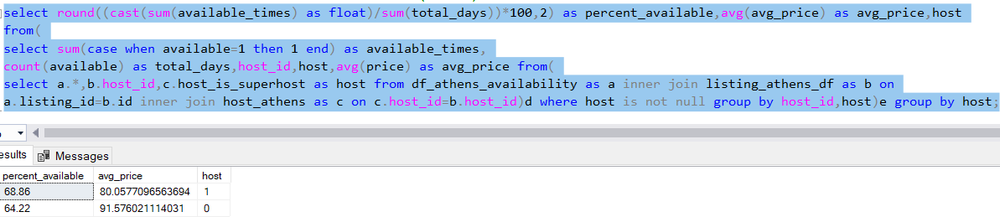 select round((cast(sum(available_times) as float)/sum(total_days))*100,2) as percent_available,avg(avg_price) as avg_price,host
from(
select sum(case when available=1 then 1 end) as available_times,
count(available) as total_days,host_id,host,avg(price) as avg_price from(
select a.*,b.host_id,c.host_is_superhost as host from df_athens_availability as a inner join listing_athens_df as b on
a.listing_id=b.id inner join host_athens as c on c.host_id=b.host_id)d where host is not null group by host_id,host)e group by host;
esults Messages
percent_available avg_price host
68.86 80.0577096563694 1
64.22 91.576021114031 0